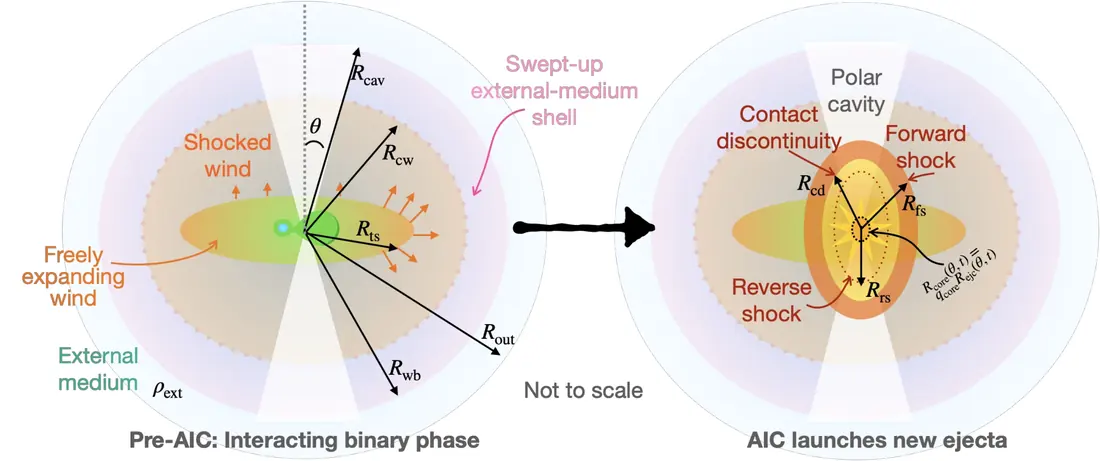 Swept-up
external-medium
shell
R_cav
θ
Shocked
wind
R_cw
R_ts
Freely
expanding
wind
R_out
R_wb
External
medium
ρ_ext
Not to scale
Pre-AIC: Interacting binary phase
Polar
cavity
Contact
discontinuity
Forward
shock
R_cd
R_fs
R_rs
Reverse
shock
R_core(θ, t) =
q_core R_ejc(θ, t)
AIC launches new ejecta